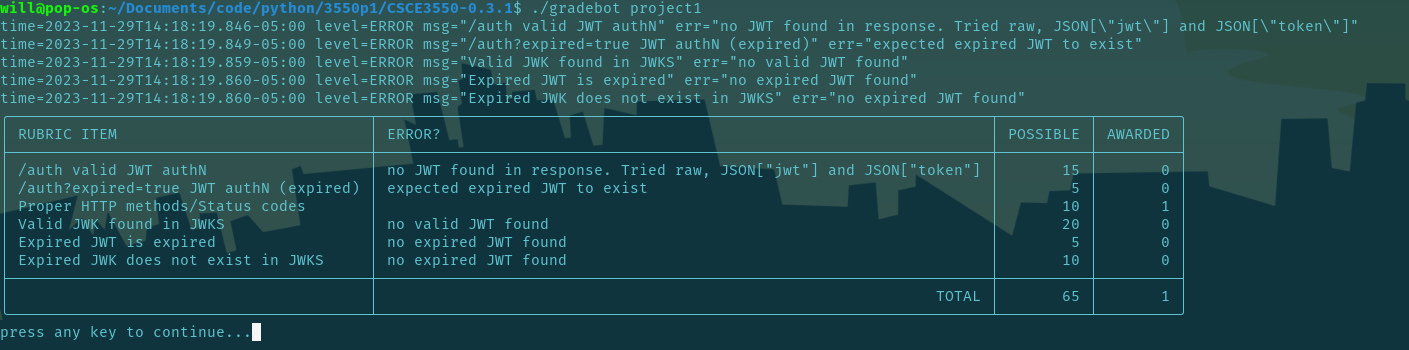 will@pop-os:~/Documents/code/python/3550p1/CSCE3550-0.3.1$ ./gradebot project1
time=2023-11-29T14:18:19.846-05:00 level=ERROR msg="/auth valid JWT authN" err="no JWT found in response. Tried raw, JSON[\"jwt\"] and JSON[\"token\"]"
time=2023-11-29T14:18:19.849-05:00 level=ERROR msg="/auth?expired=true JWT authN (expired)" err="expected expired JWT to exist"
time=2023-11-29T14:18:19.859-05:00 level=ERROR msg="Valid JWK found in JWKS" err="no valid JWT found"
time=2023-11-29T14:18:19.860-05:00 level=ERROR msg="Expired JWT is expired" err="no expired JWT found"
time=2023-11-29T14:18:19.860-05:00 level=ERROR msg="Expired JWK does not exist in JWKS" err="no expired JWT found"
RUBRIC ITEM ERROR? POSSIBLE AWARDED
/auth valid JWT authN no JWT found in response. Tried raw, JSON["jwt"] and JSON["token"] 15 0
/auth?expired=true JWT authN (expired) expected expired JWT to exist 5 0
Proper HTTP methods/Status codes 10 1
Valid JWK found in JWKS no valid JWT found 20 0
Expired JWT is expired no expired JWT found 5 0
Expired JWK does not exist in JWKS no expired JWT found 10 0
TOTAL 65 1
press any key to continue...